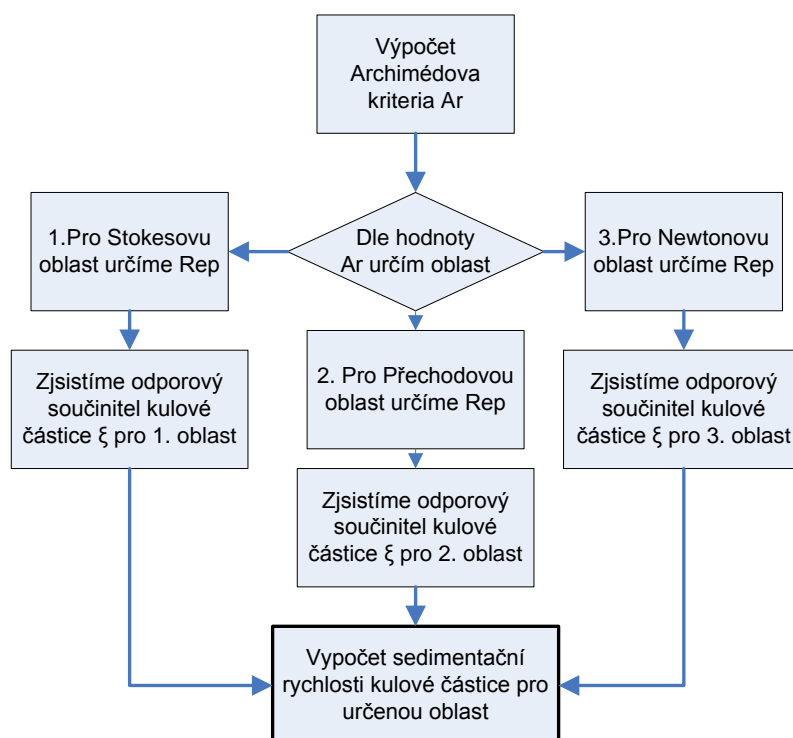 Výpočet
Archimédova
kriteria Ar
1.Pro Stokesovu
oblast určíme Rep
Dle hodnoty
Ar určím oblast
3.Pro Newtonovu
oblast určíme Rep
2. Pro Přechodovou
oblast určíme Rep
Zjsistíme odporový
součinitel kulové
částice ξ pro 1. oblast
Zjsistíme odporový
součinitel kulové
částice ξ pro 3. oblast
Zjsistíme odporový
součinitel kulové
částice ξ pro 2. oblast
Vypočet sedimentační
rychlosti kulové částice pro
určenou oblast